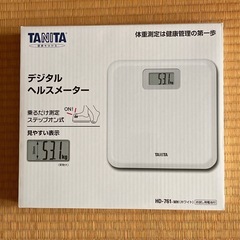 TANITA
体重測定は健康管理の第一歩
デジタル
ヘルスメーター
乗るだけ測定
ステップオン式
ON!
見やすい表示
53.1kg
53.1
TANITA
HD-761